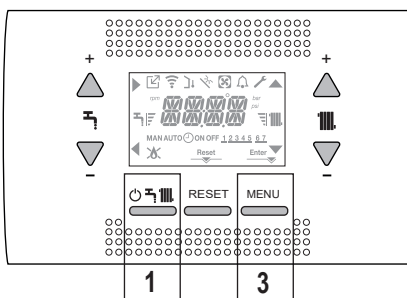 + +
rpm bar
psi
MAN AUTO ON OFF 1 2 3 4 5 6 7
Reset Enter
- -
RESET MENU
1 3